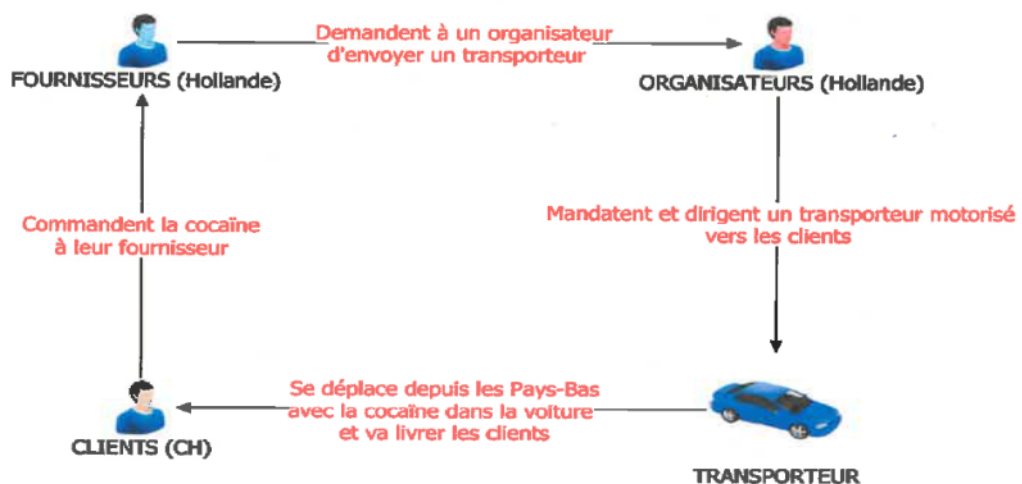 Demandent à un organisateur
d'envoyer un transporteur
FOURNISSEURS (Hollande)
ORGANISATEURS (Hollande)
Commandent la cocaïne
à leur fournisseur
Mandatent et dirigent un transporteur motorisé
vers les clients
Se déplace depuis les Pays-Bas
avec la cocaïne dans la voiture
et va livrer les clients
CLIENTS (CH)
TRANSPORTEUR